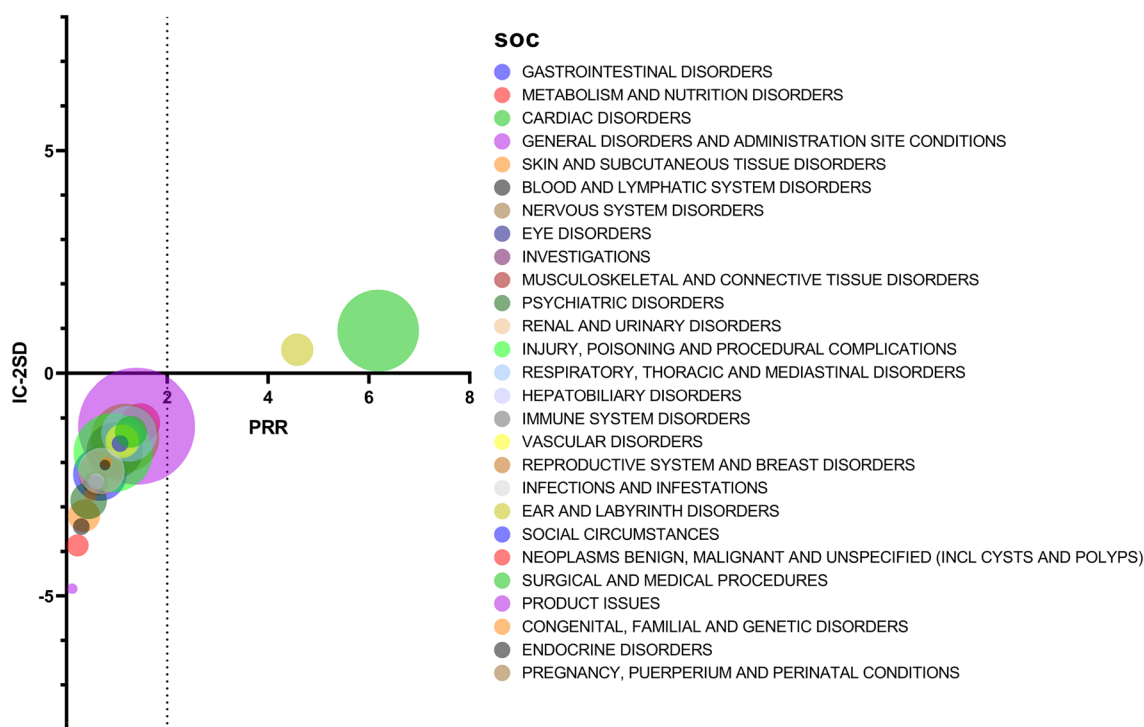 5
0
-5
IC-2SD
2
4
6
8
PRR
soc
GASTROINTESTINAL DISORDERS
METABOLISM AND NUTRITION DISORDERS
CARDIAC DISORDERS
GENERAL DISORDERS AND ADMINISTRATION SITE CONDITIONS
SKIN AND SUBCUTANEOUS TISSUE DISORDERS
BLOOD AND LYMPHATIC SYSTEM DISORDERS
NERVOUS SYSTEM DISORDERS
EYE DISORDERS
INVESTIGATIONS
MUSCULOSKELETAL AND CONNECTIVE TISSUE DISORDERS
PSYCHIATRIC DISORDERS
RENAL AND URINARY DISORDERS
INJURY, POISONING AND PROCEDURAL COMPLICATIONS
RESPIRATORY, THORACIC AND MEDIASTINAL DISORDERS
HEPATOBILIARY DISORDERS
IMMUNE SYSTEM DISORDERS
VASCULAR DISORDERS
REPRODUCTIVE SYSTEM AND BREAST DISORDERS
INFECTIONS AND INFESTATIONS
EAR AND LABYRINTH DISORDERS
SOCIAL CIRCUMSTANCES
NEOPLASMS BENIGN, MALIGNANT AND UNSPECIFIED (INCL CYSTS AND POLYPS)
SURGICAL AND MEDICAL PROCEDURES
PRODUCT ISSUES
CONGENITAL, FAMILIAL AND GENETIC DISORDERS
ENDOCRINE DISORDERS
PREGNANCY, PUERPERIUM AND PERINATAL CONDITIONS